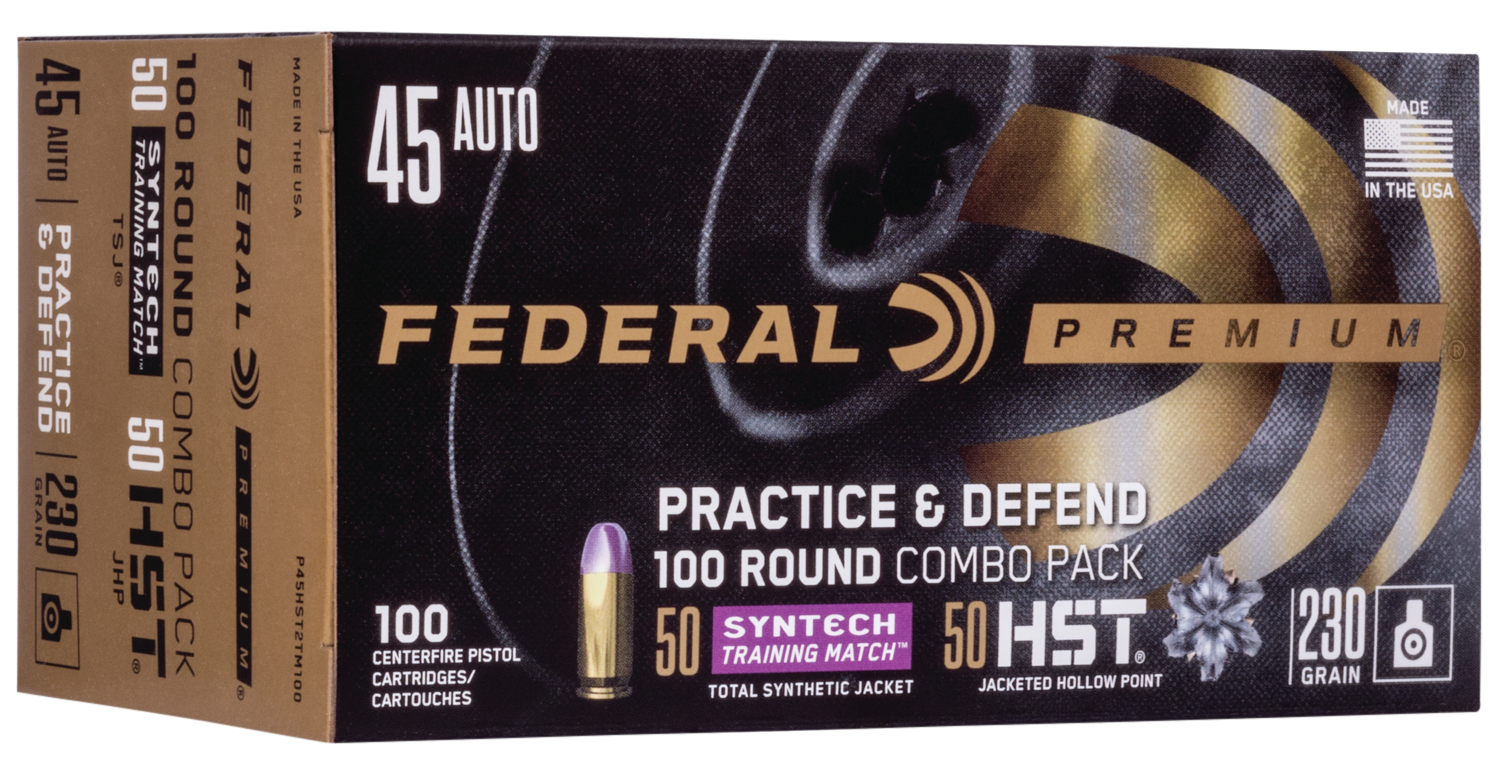 45 AUTO
MADE
IN THE USA
FEDERAL PREMIUM®
PRACTICE & DEFEND
100 ROUND COMBO PACK
100
CENTERFIRE PISTOL
CARTRIDGES/
CARTOUCHES
50 SYNTECH
TRAINING MATCH™
TOTAL SYNTHETIC JACKET
50 HST®
JACKETED HOLLOW POINT
230
GRAIN
MADE IN THE USA
P45HST2TM100
FEDERAL PREMIUM®
100 ROUND COMBO PACK
50 SYNTECH
TRAINING MATCH™
TSJ®
50 HST®
JHP
45 AUTO
PRACTICE
& DEFEND
230
GRAIN